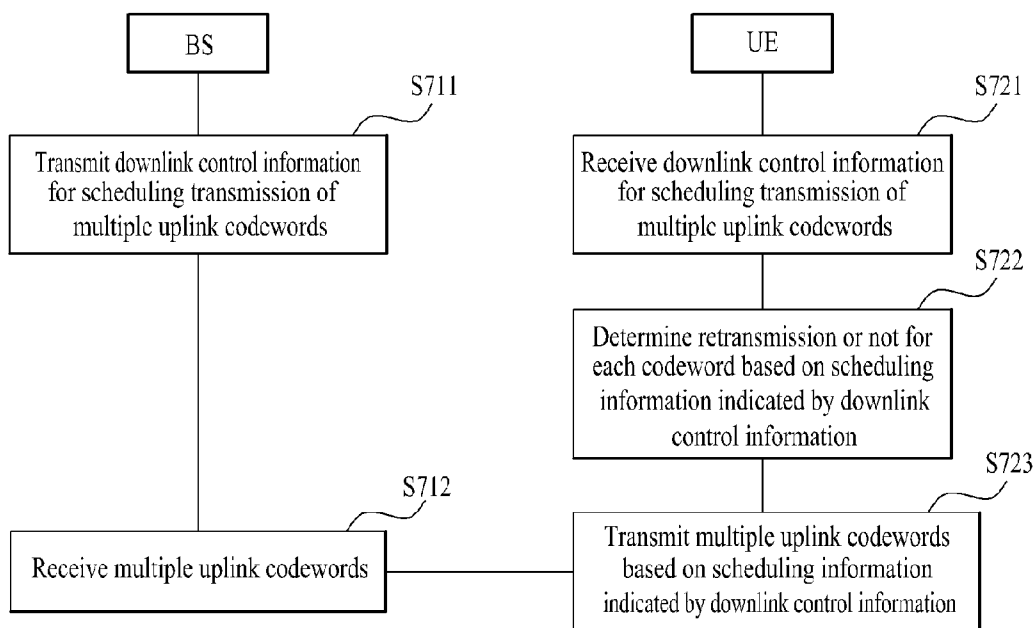 BS
UE
S711
S721
Transmit downlink control information
for scheduling transmission of
multiple uplink codewords
Receive downlink control information
for scheduling transmission of
multiple uplink codewords
S722
Determine retransmission or not for
each codeword based on scheduling
information indicated by downlink
control information
S712
S723
Receive multiple uplink codewords
Transmit multiple uplink codewords
based on scheduling information
indicated by downlink control information